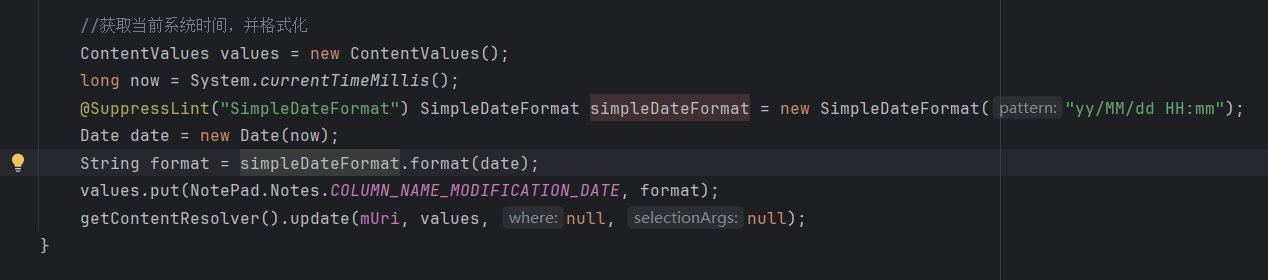 //获取当前系统时间，并格式化
ContentValues values = new ContentValues();
long now = System.currentTimeMillis();
@SuppressLint("SimpleDateFormat") SimpleDateFormat simpleDateFormat = new SimpleDateFormat( pattern: "yy/MM/dd HH:mm");
Date date = new Date(now);
String format = simpleDateFormat.format(date);
values.put(NotePad.Notes.COLUMN_NAME_MODIFICATION_DATE, format);
getContentResolver().update(mUri, values, where: null, selectionArgs: null);
}